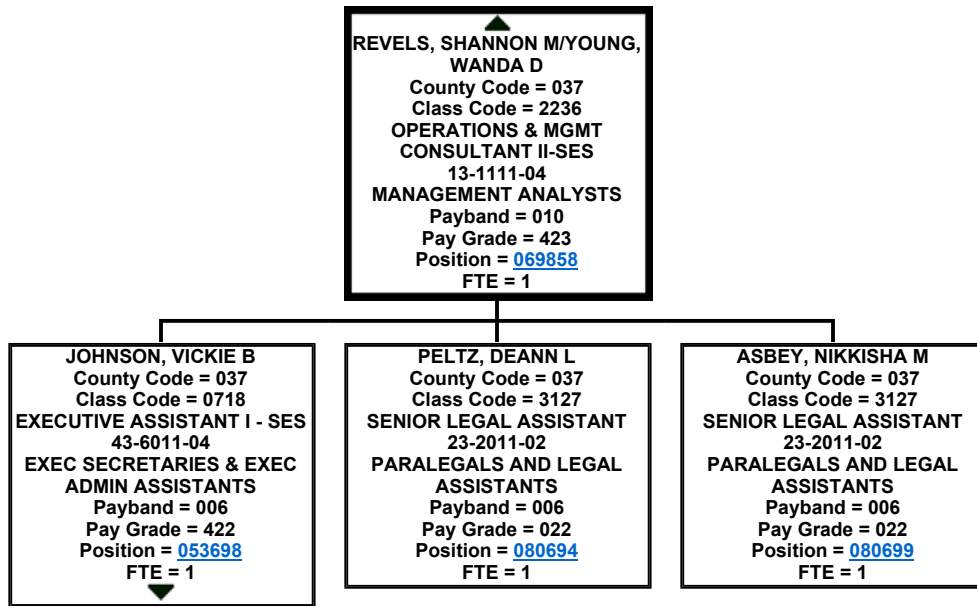 REVELS, SHANNON M/YOUNG,
WANDA D
County Code = 037
Class Code = 2236
OPERATIONS & MGMT
CONSULTANT II-SES
13-1111-04
MANAGEMENT ANALYSTS
Payband = 010
Pay Grade = 423
Position = 069858
FTE = 1
JOHNSON, VICKIE B
County Code = 037
Class Code = 0718
EXECUTIVE ASSISTANT I - SES
43-6011-04
EXEC SECRETARIES & EXEC
ADMIN ASSISTANTS
Payband = 006
Pay Grade = 422
Position = 053698
FTE = 1
PELTZ, DEANN L
County Code = 037
Class Code = 3127
SENIOR LEGAL ASSISTANT
23-2011-02
PARALEGALS AND LEGAL
ASSISTANTS
Payband = 006
Pay Grade = 022
Position = 080694
FTE = 1
ASBEY, NIKKISHA M
County Code = 037
Class Code = 3127
SENIOR LEGAL ASSISTANT
23-2011-02
PARALEGALS AND LEGAL
ASSISTANTS
Payband = 006
Pay Grade = 022
Position = 080699
FTE = 1